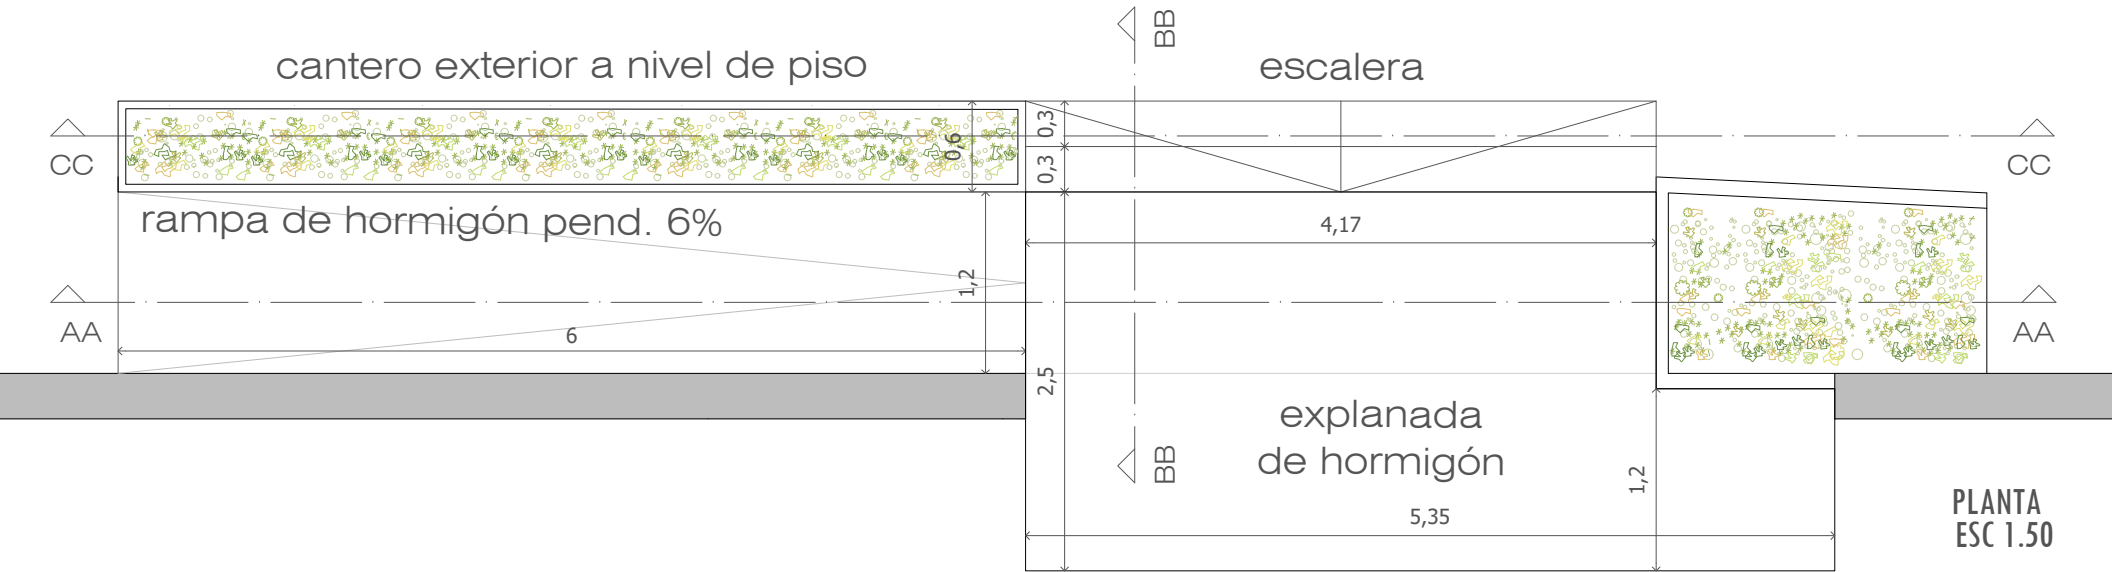 BB
cantero exterior a nivel de piso
escalera
0,3
0,6
0,3
CC
CC
rampa de hormigón pend. 6%
4,17
1,2
AA
6
AA
2,5
explanada
de hormigón
BB
1,2
5,35
PLANTA
ESC 1.50